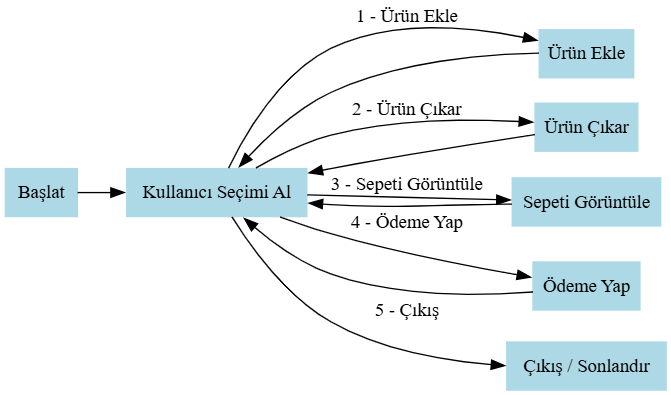 1 - Ürün Ekle
Ürün Ekle
2 - Ürün Çıkar
Ürün Çıkar
Başlat
Kullanıcı Seçimi Al
3 - Sepeti Görüntüle
Sepeti Görüntüle
4 - Ödeme Yap
Ödeme Yap
5 - Çıkış
Çıkış / Sonlandır